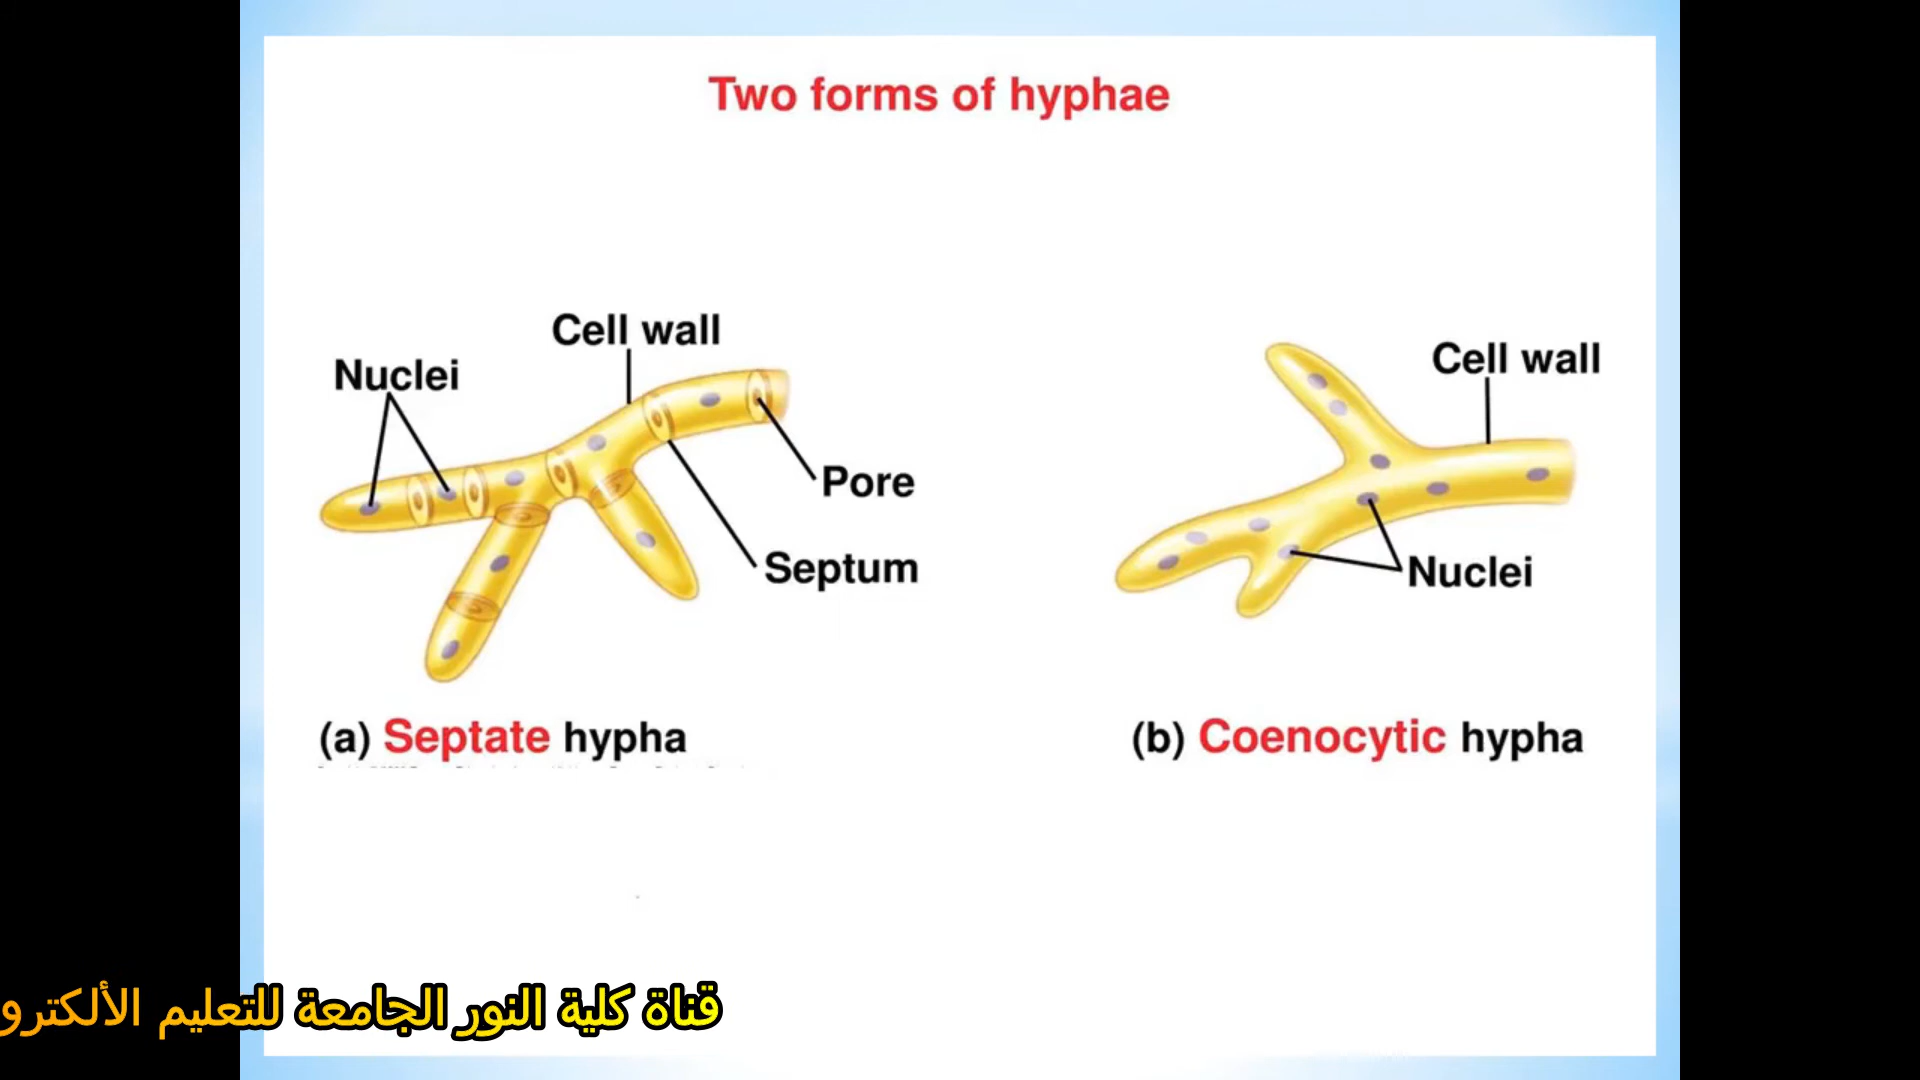 Two forms of hyphae
Cell wall
Nuclei
Pore
Septum
(a) Septate hypha
Cell wall
Nuclei
(b) Coenocytic hypha
قناة كلية النور الجامعة للتعليم الألكترو